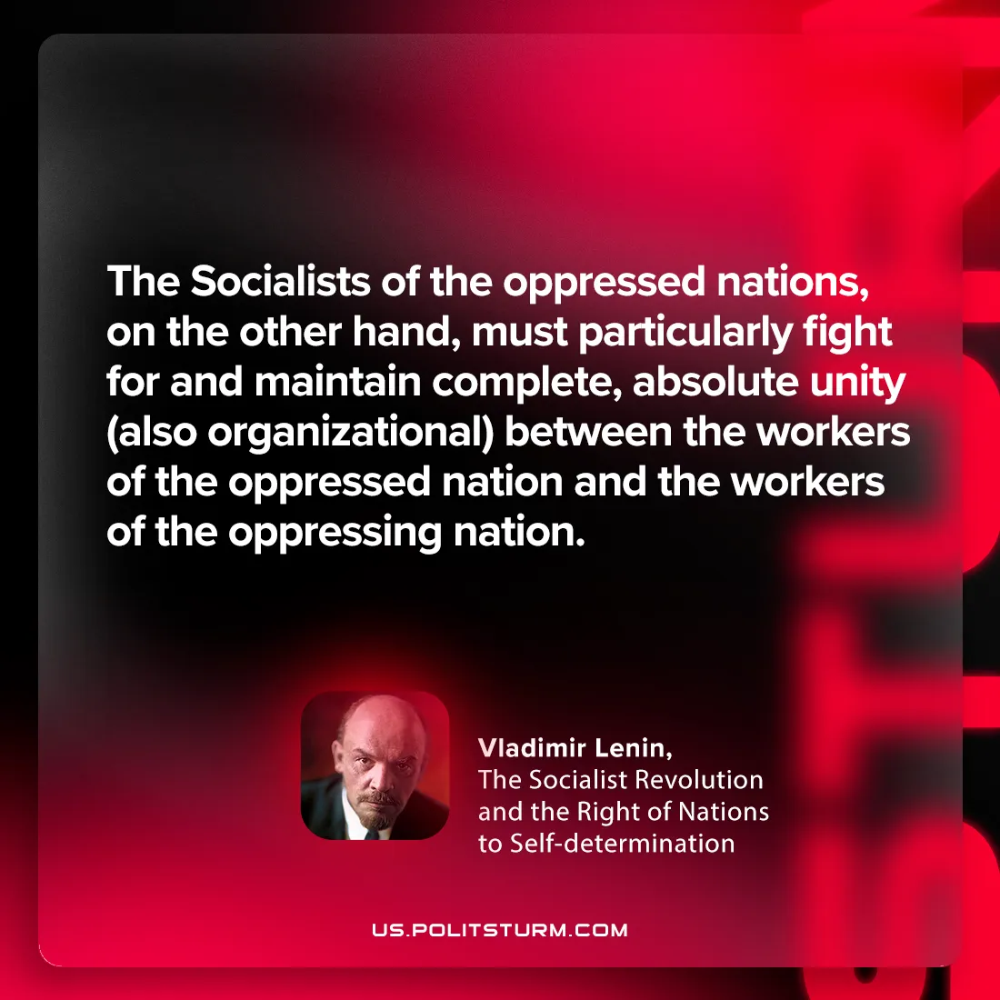 The Socialists of the oppressed nations,
on the other hand, must particularly fight
for and maintain complete, absolute unity
(also organizational) between the workers
of the oppressed nation and the workers
of the oppressing nation.
Vladimir Lenin,
The Socialist Revolution
and the Right of Nations
to Self-determination
US.POLITSTURM.COM